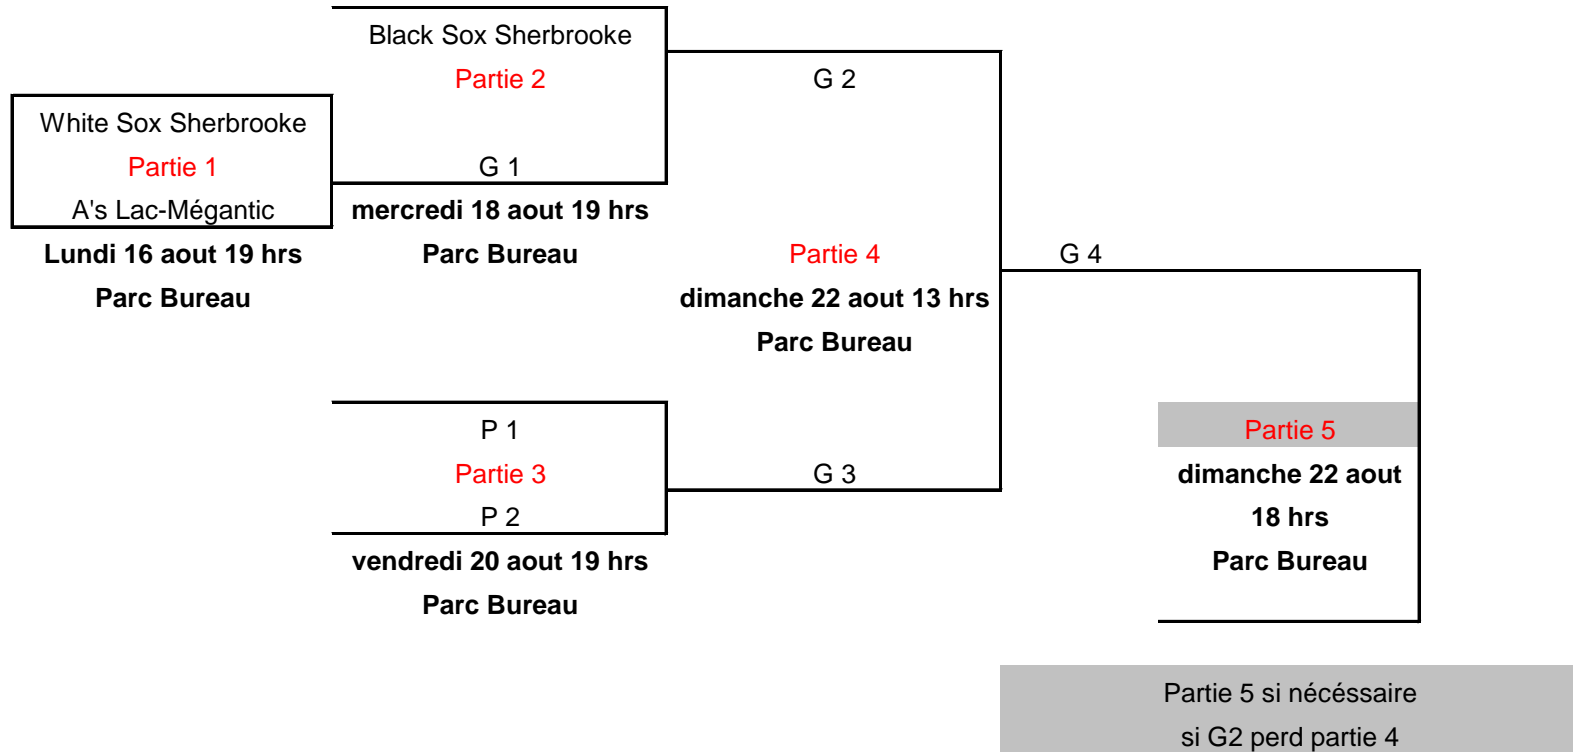 Black Sox Sherbrooke
Partie 2
G 2
White Sox Sherbrooke
Partie 1
G 1
A's Lac-Mégantic
mercredi 18 aout 19 hrs
Lundi 16 aout 19 hrs
Parc Bureau
Partie 4
G 4
Parc Bureau
dimanche 22 aout 13 hrs
Parc Bureau
P 1
Partie 5
Partie 3
G 3
dimanche 22 aout
P 2
18 hrs
vendredi 20 aout 19 hrs
Parc Bureau
Parc Bureau
Partie 5 si nécéssaire
si G2 perd partie 4